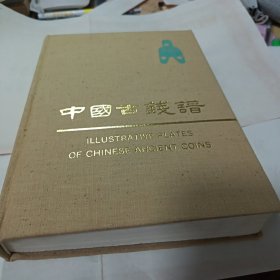 中國古錢譜
ILLUSTRATIVE PLATES
OF CHINESE ANCIENT COINS